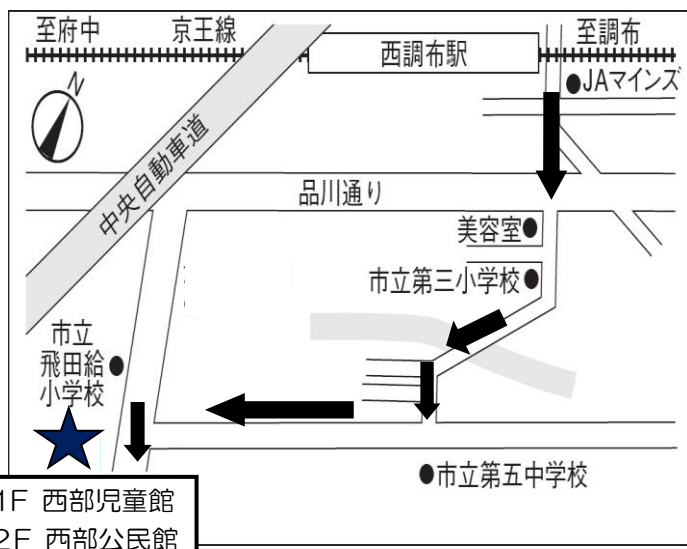 至府中
京王線
西調布駅
至調布
JAマインズ
N
中央自動車道
品川通り
美容室
市立第三小学校
市立
飛田給
小学校
市立第五中学校
1F 西部児童館
2F 西部公民館